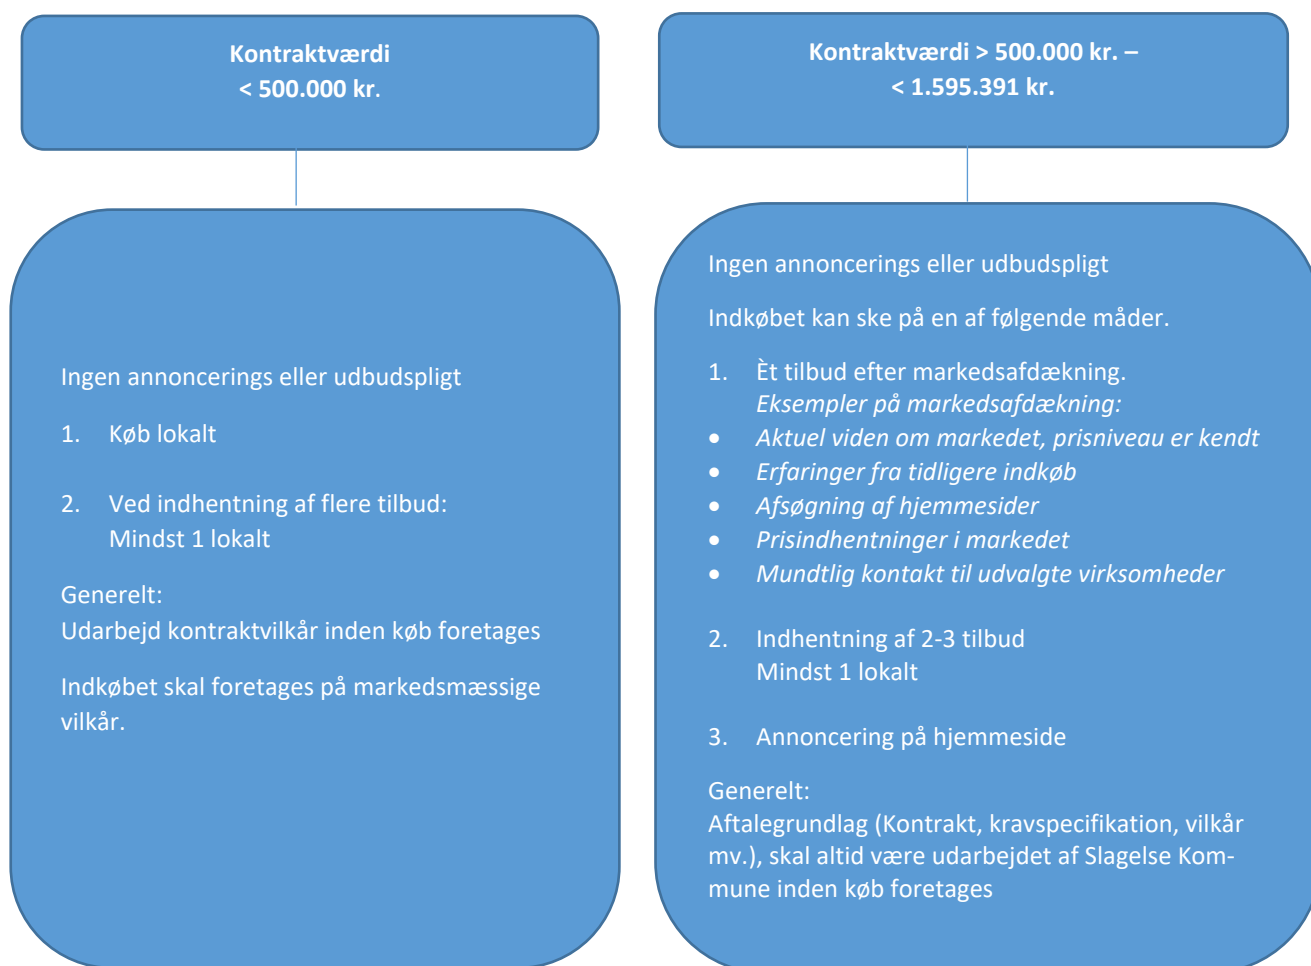 Kontraktværdi
< 500.000 kr.
Ingen annoncerings eller udbudspligt
1. Køb lokalt
2. Ved indhentning af flere tilbud:
Mindst 1 lokalt
Generelt:
Udarbejd kontraktvilkår inden køb foretages
Indkøbet skal foretages på markedsmæssige
vilkår.
Kontraktværdi > 500.000 kr. –
< 1.595.391 kr.
Ingen annoncerings eller udbudspligt
Indkøbet kan ske på en af følgende måder.
1. Èt tilbud efter markedsafdækning.
Eksempler på markedsafdækning:
• Aktuel viden om markedet, prisniveau er kendt
• Erfaringer fra tidligere indkøb
• Afsøgning af hjemmesider
• Prisindhentninger i markedet
• Mundtlig kontakt til udvalgte virksomheder
2. Indhentning af 2-3 tilbud
Mindst 1 lokalt
3. Annoncering på hjemmeside
Generelt:
Aftalegrundlag (Kontrakt, kravspecifikation, vilkår
mv.), skal altid være udarbejdet af Slagelse Kom-
mune inden køb foretages